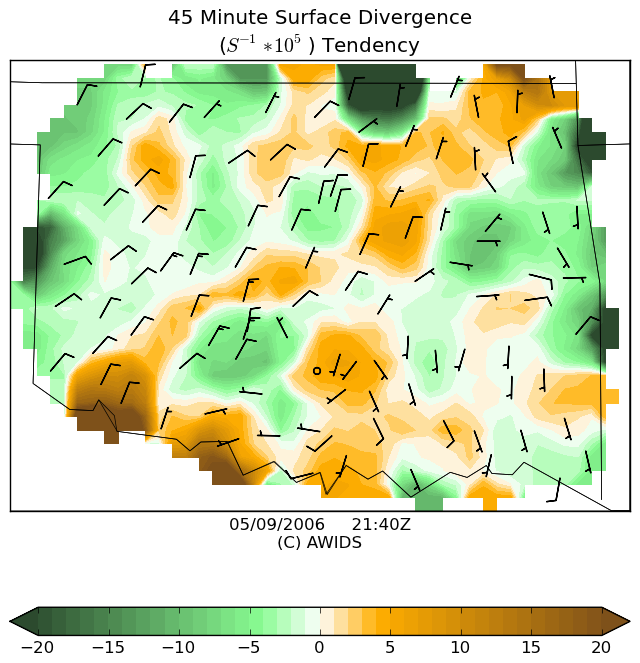 45 Minute Surface Divergence
(S⁻¹ * 10⁵ ) Tendency
05/09/2006 21:40Z
(C) AWIDS
−20 −15 −10 −5 0 5 10 15 20